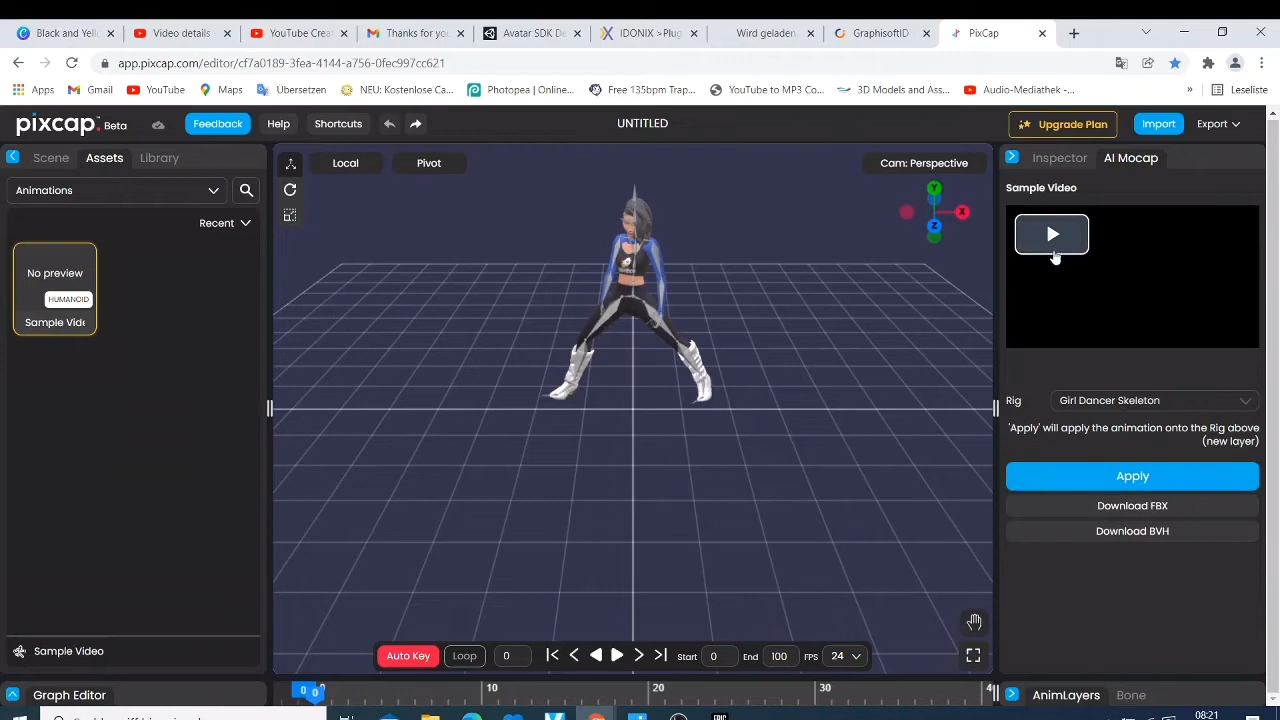 Black and Yello
Video details
YouTube Crea
Thanks for you
Avatar SDK De
IDONIX >Plug
Wird geladen
GraphisoftID
PixCap
app.pixcap.com/editor/cf7a0189-3fea-4144-a756-0fec997cc621
Apps
Gmail
YouTube
Maps
Übersetzen
NEU: Kostenlose Ca...
Photopea | Online...
Free 135bpm Trap...
YouTube to MP3 Co...
3D Models and Ass...
Audio-Mediathek -...
»
Leseliste
pixcap. Beta
Feedback
Help
Shortcuts
UNTITLED
Upgrade Plan
Import
Export
Scene
Assets
Library
Local
Pivot
Cam: Perspective
Inspector
AI Mocap
Animations
Sample Video
Recent
Y
X
Z
No preview
HUMANOID
Sample Vide
Rig
Girl Dancer Skeleton
'Apply' will apply the animation onto the Rig above
(new layer)
Apply
Download FBX
Download BVH
Sample Video
Auto Key
Loop
0
Start
0
End
100
FPS
24
Graph Editor
0
0
10
20
30
AnimLayers
Bone
08:21